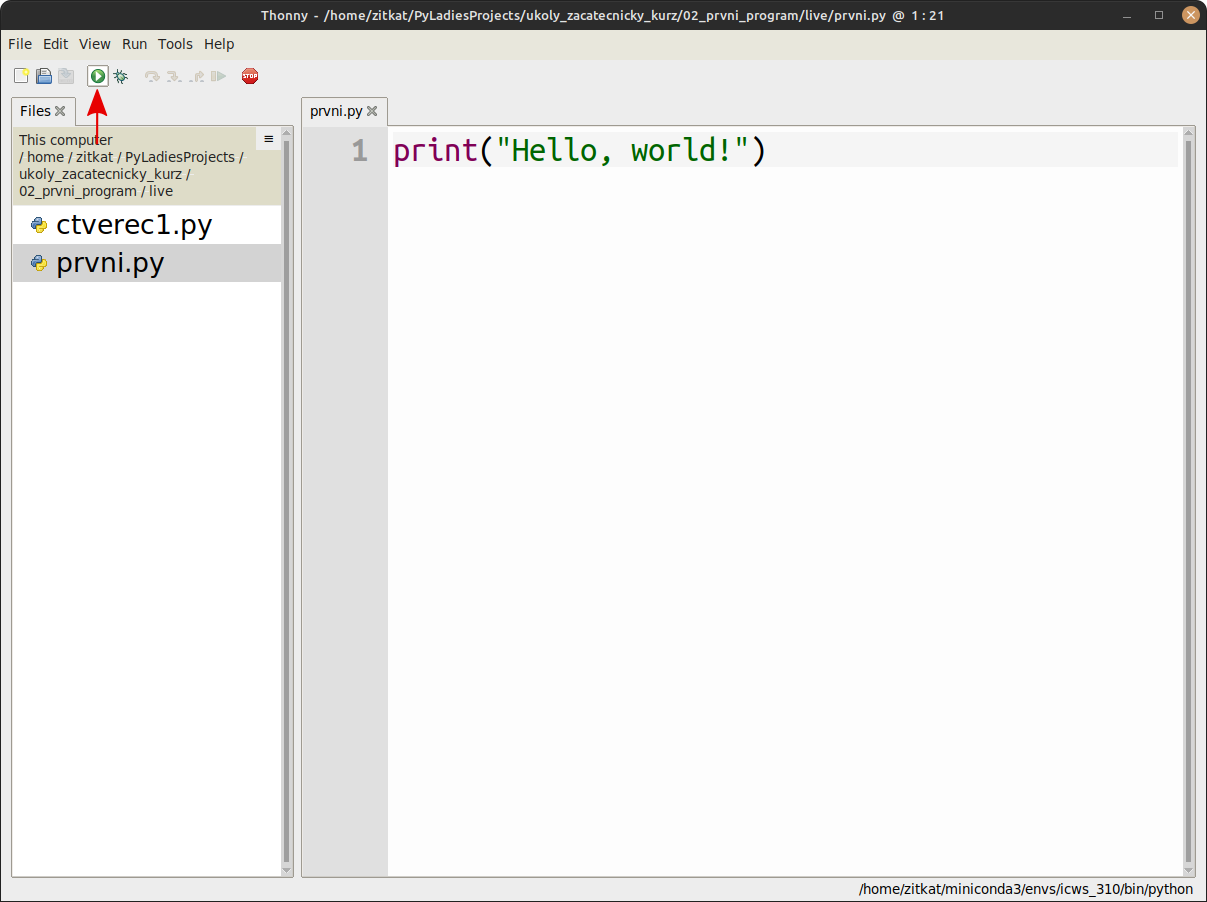 Thonny - /home/zitkat/PyLadiesProjects/ukoly_zacatecnicky_kurz/02_prvni_program/live/prvni.py @ 1 : 21
File Edit View Run Tools Help
STOP
Files
prvni.py
This computer
/ home / zitkat / PyLadiesProjects /
ukoly_zacatecnicky_kurz /
02_prvni_program / live
ctverec1.py
prvni.py
1 print("Hello, world!")
/home/zitkat/miniconda3/envs/icws_310/bin/python